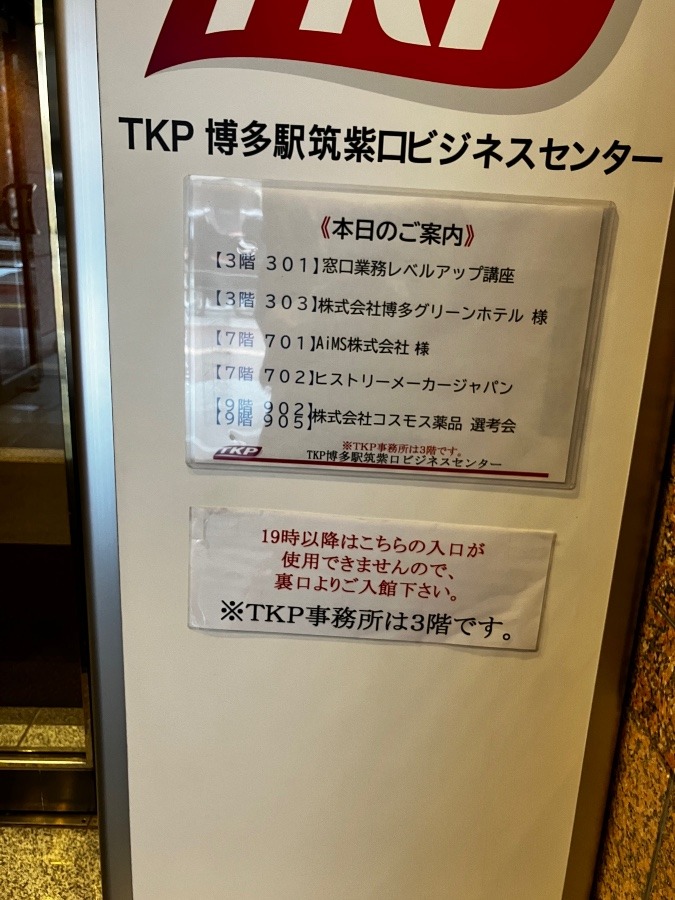 TKP
TKP 博多駅筑紫口ビジネスセンター
《本日のご案内》
【3階 301】窓口業務レベルアップ講座
【3階 303】株式会社博多グリーンホテル 様
【7階 701】AiMS株式会社 様
【7階 702】ヒストリーメーカージャパン
【9階 902】
【9階 905】株式会社コスモス薬品 選考会
※TKP事務所は3階です。
TKP TKP博多駅筑紫口ビジネスセンター
19時以降はこちらの入口が
使用できませんので、
裏口よりご入館下さい。
※TKP事務所は3階です。